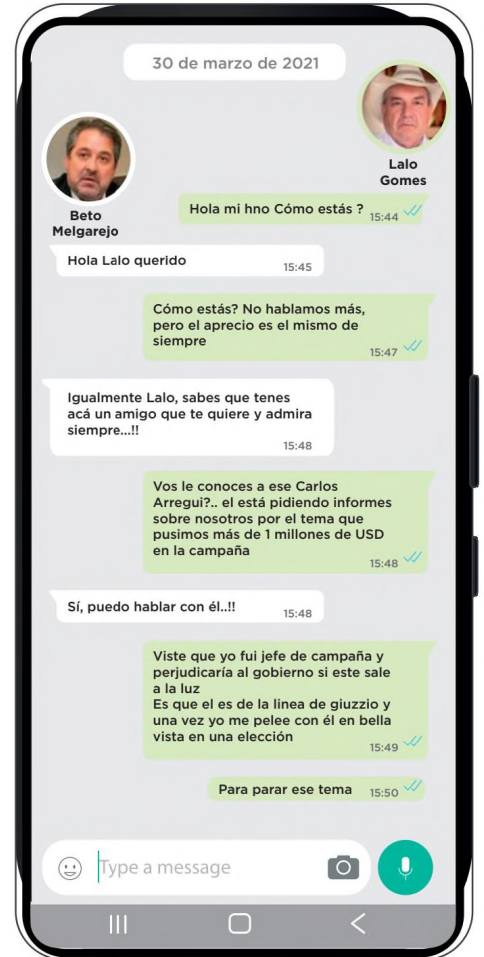 30 de marzo de 2021
Lalo
Gomes
Beto
Melgarejo
Hola mi hno Cómo estás ?
15:44
Hola Lalo querido
15:45
Cómo estás? No hablamos más,
pero el aprecio es el mismo de
siempre
15:47
Igualmente Lalo, sabes que tenes
acá un amigo que te quiere y admira
siempre...!!
15:48
Vos le conoces a ese Carlos
Arregui?.. el está pidiendo informes
sobre nosotros por el tema que
pusimos más de 1 millones de USD
en la campaña
15:48
Sí, puedo hablar con él..!!
15:48
Viste que yo fui jefe de campaña y
perjudicaría al gobierno si este sale
a la luz
Es que el es de la linea de giuzzio y
una vez yo me pelee con él en bella
vista en una elección
15:49
Para parar ese tema
15:50
Type a message